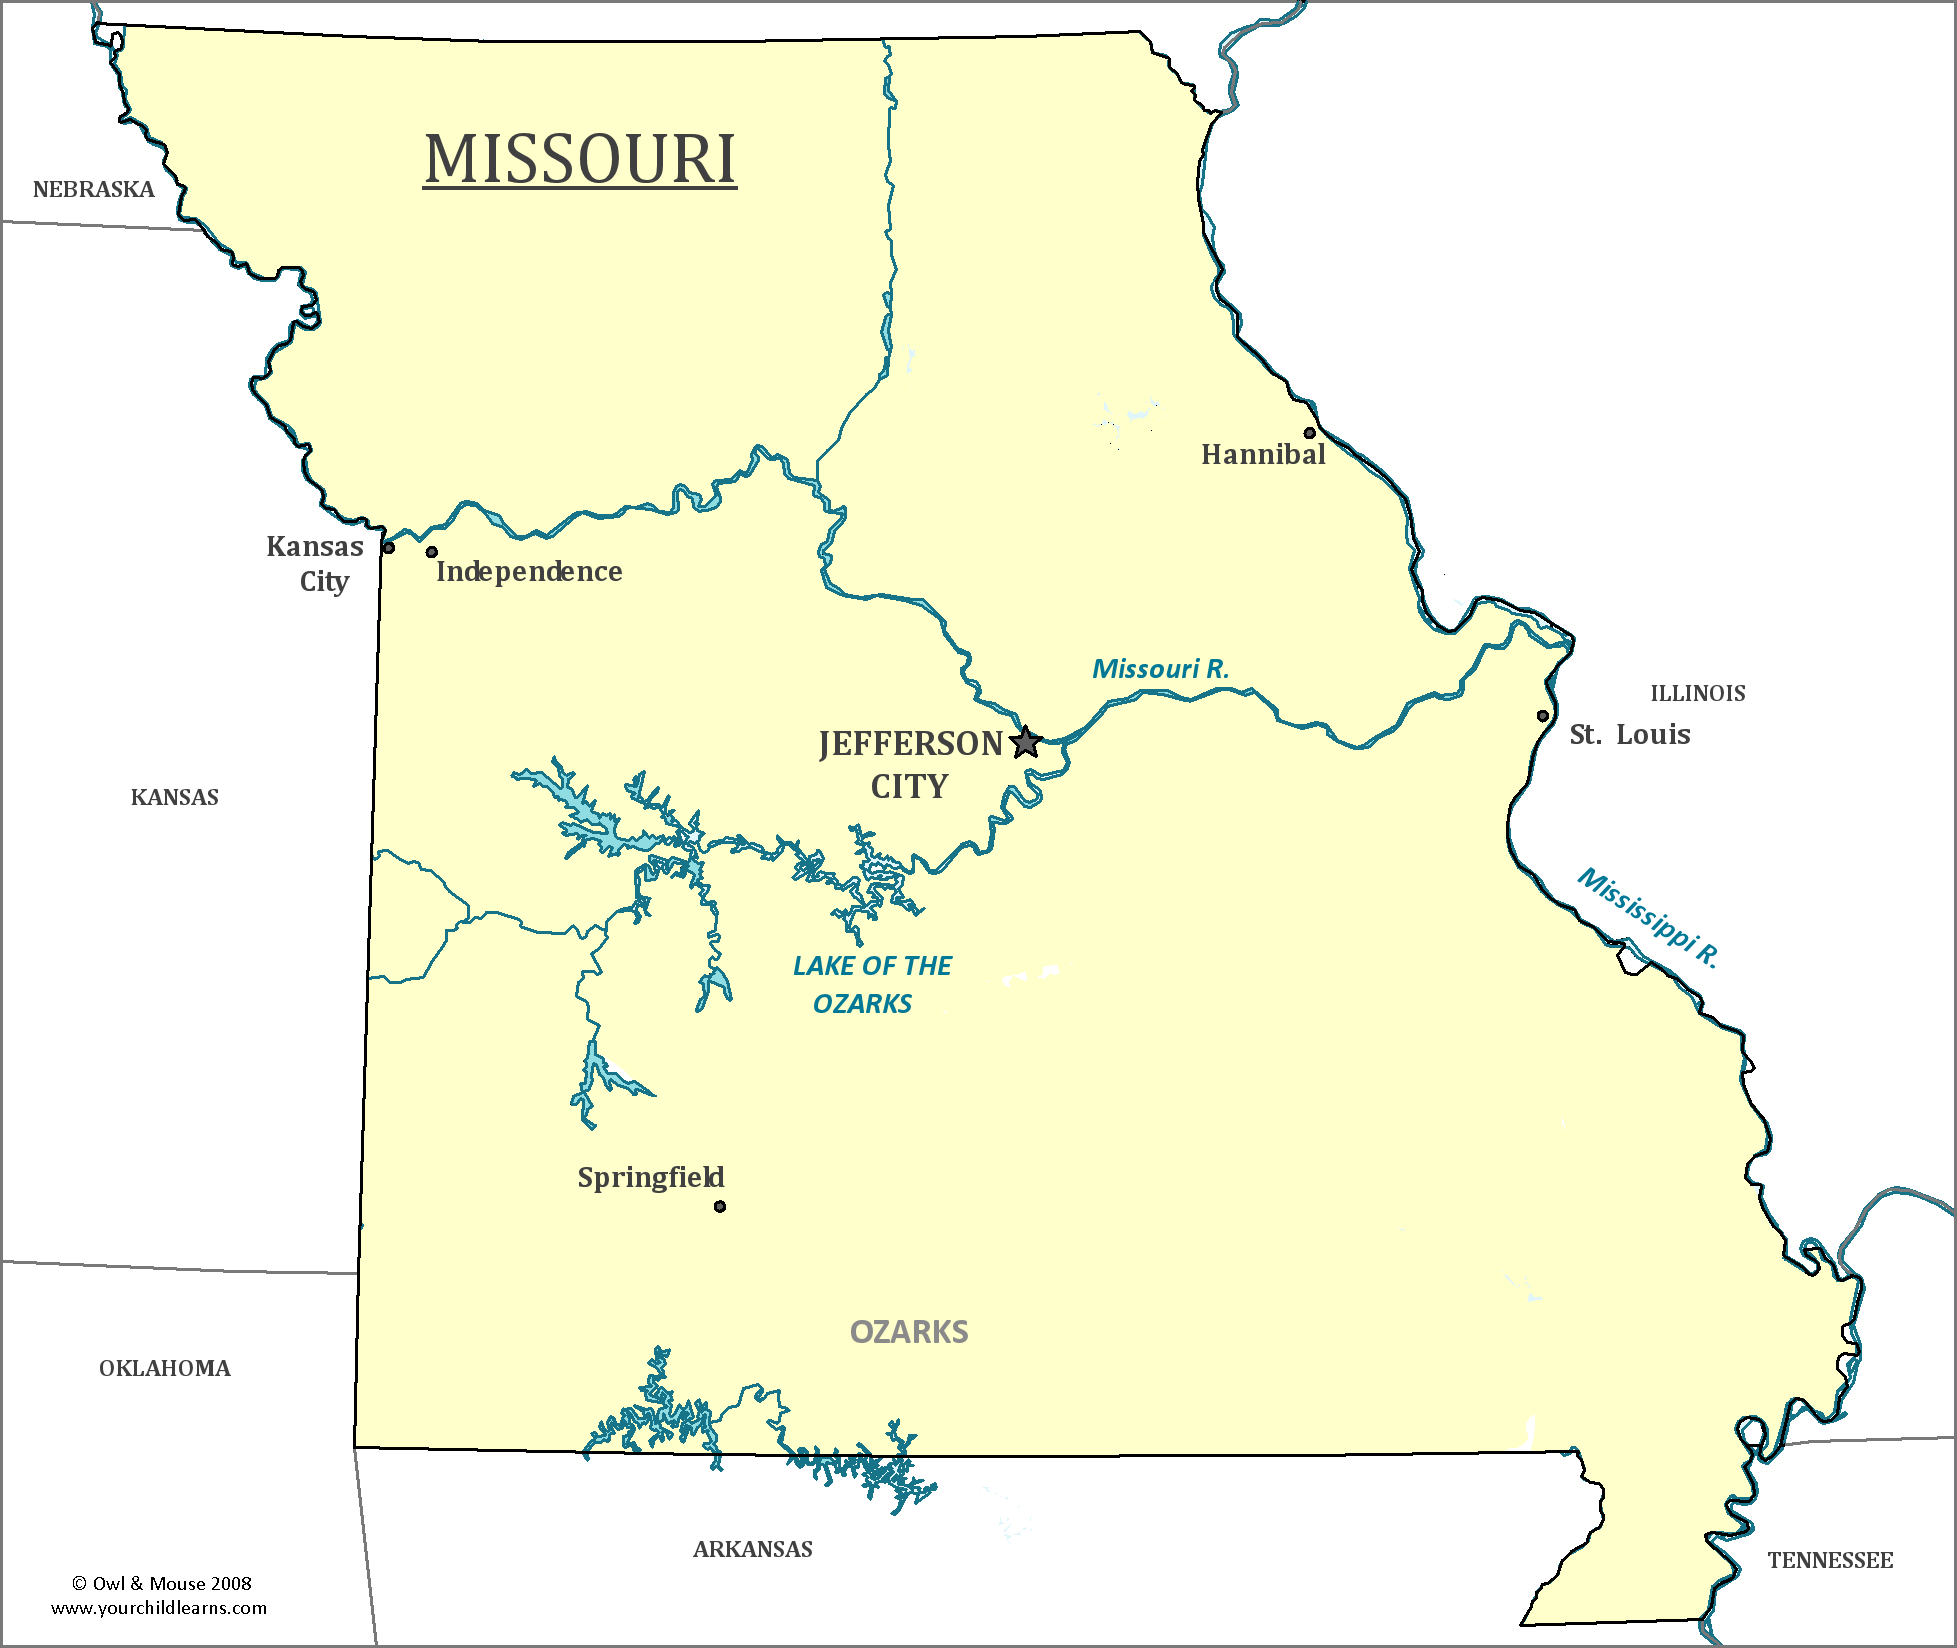 MISSOURI
NEBRASKA
Hannibal
Kansas
City
Independence
Missouri R.
ILLINOIS
St. Louis
JEFFERSON
CITY
KANSAS
Mississippi R.
LAKE OF THE
OZARKS
Springfield
OZARKS
OKLAHOMA
ARKANSAS
TENNESSEE
© Owl & Mouse 2008
www.yourchildlearns.com